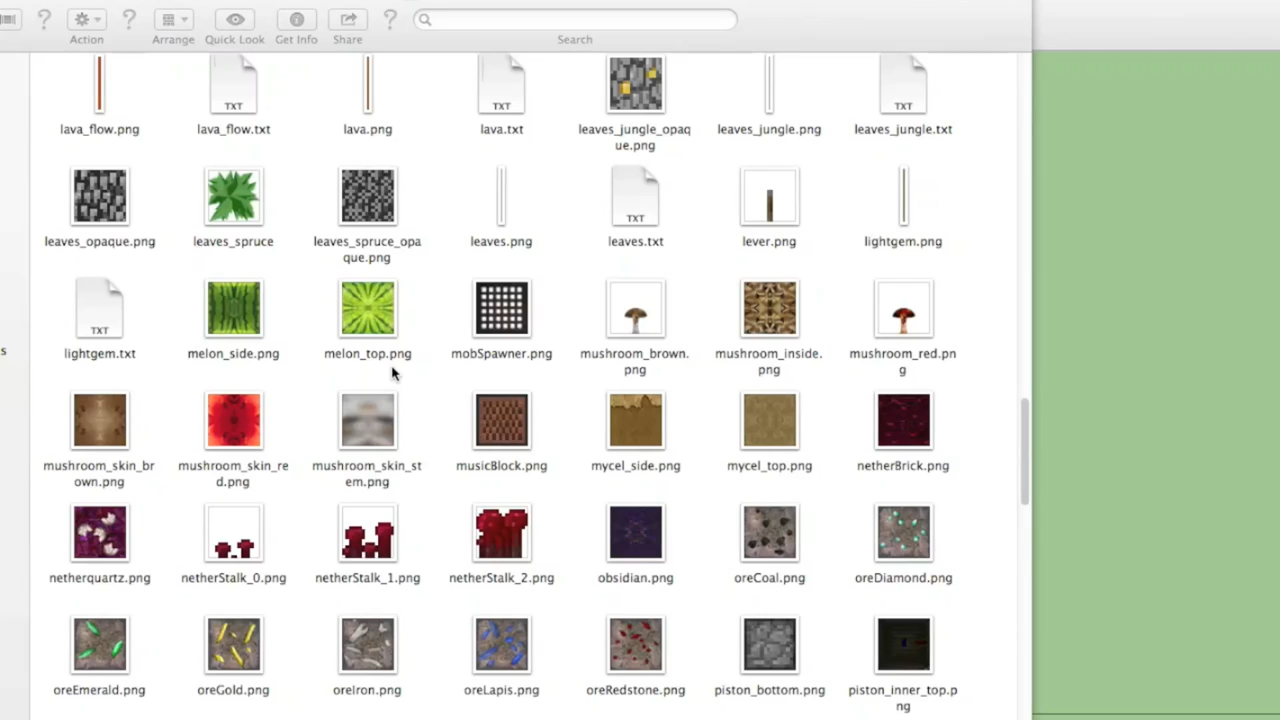 ?
?
?
Action
Arrange
Quick Look
Get Info
Share
Search
lava_flow.png
TXT
lava_flow.txt
lava.png
TXT
lava.txt
leaves_jungle_opaq
ue.png
leaves_jungle.png
TXT
leaves_jungle.txt
leaves_opaque.png
leaves_spruce
leaves_spruce_opa
que.png
leaves.png
TXT
leaves.txt
lever.png
lightgem.png
TXT
lightgem.txt
melon_side.png
melon_top.png
mobSpawner.png
mushroom_brown.
png
mushroom_inside.
png
mushroom_red.pn
g
s
mushroom_skin_br
own.png
mushroom_skin_re
d.png
mushroom_skin_st
em.png
musicBlock.png
mycel_side.png
mycel_top.png
netherBrick.png
netherquartz.png
netherStalk_0.png
netherStalk_1.png
netherStalk_2.png
obsidian.png
oreCoal.png
oreDiamond.png
oreEmerald.png
oreGold.png
oreIron.png
oreLapis.png
oreRedstone.png
piston_bottom.png
piston_inner_top.p
ng